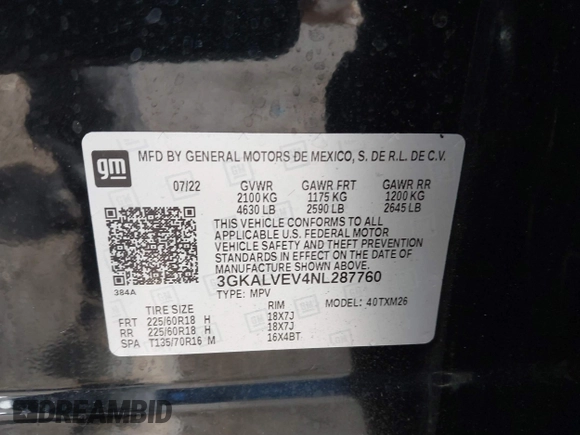 gm
MFD BY GENERAL MOTORS DE MEXICO, S. DE R.L. DE C.V.
07/22 GVWR GAWR FRT GAWR RR
2100 KG 1175 KG 1200 KG
4630 LB 2590 LB 2645 LB
THIS VEHICLE CONFORMS TO ALL
APPLICABLE U.S. FEDERAL MOTOR
VEHICLE SAFETY AND THEFT PREVENTION
STANDARDS IN EFFECT ON THE DATE OF
MANUFACTURE SHOWN ABOVE.
3GKALVEV4NL287760
384A TYPE: MPV MODEL: 40TXM26
TIRE SIZE RIM
FRT 225/60R18 H 18X7J
RR 225/60R18 H 18X7J
SPA T135/70R16 M 16X4BT
DREAMBID